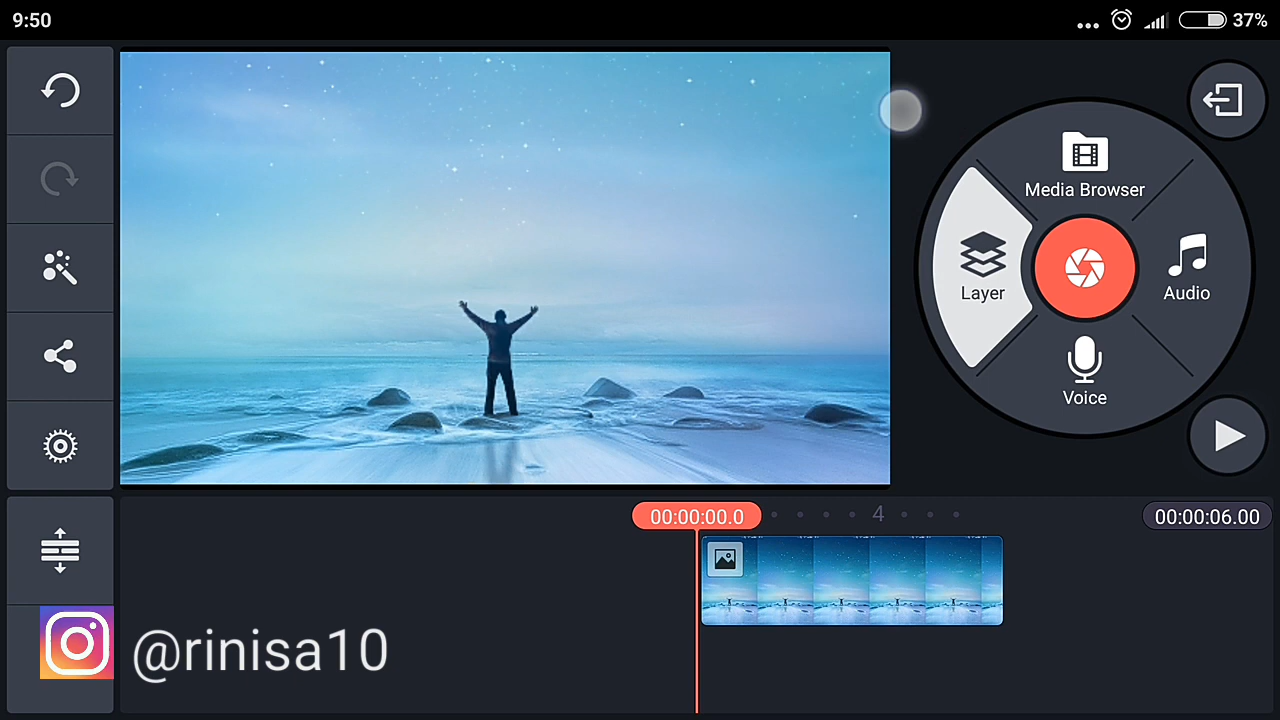 9:50
37%
Media Browser
Layer
Audio
Voice
00:00:00.0
4
00:00:06.00
@rinisa10